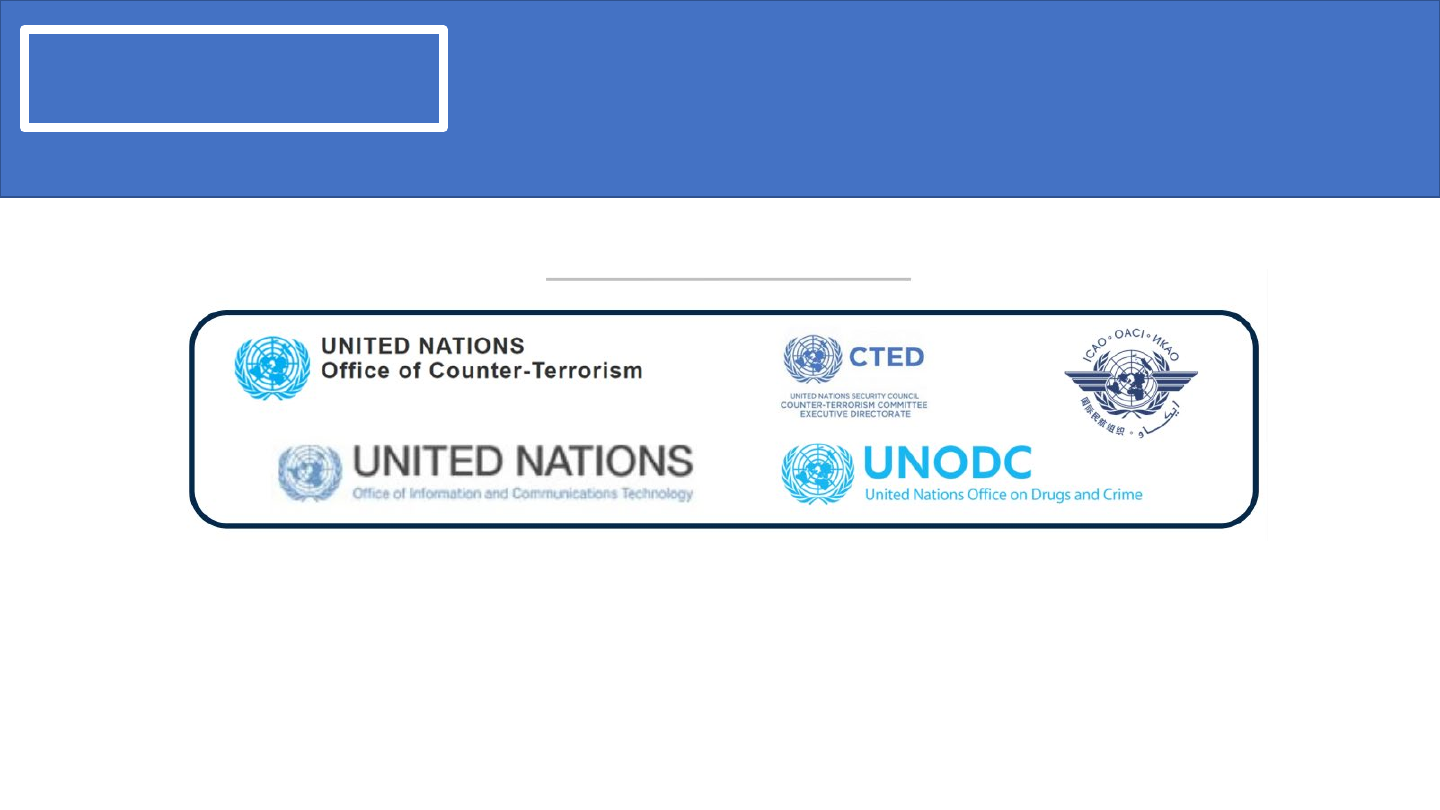 UNITED NATIONS
Office of Counter-Terrorism
CTED
UNITED NATIONS SECURITY COUNCIL
COUNTER-TERRORISM COMMITTEE
EXECUTIVE DIRECTORATE
ICAO ° OACI ° ИКАО
国际民航组织 ° ايكاو
UNITED NATIONS
Office of Information and Communications Technology
UNODC
United Nations Office on Drugs and Crime